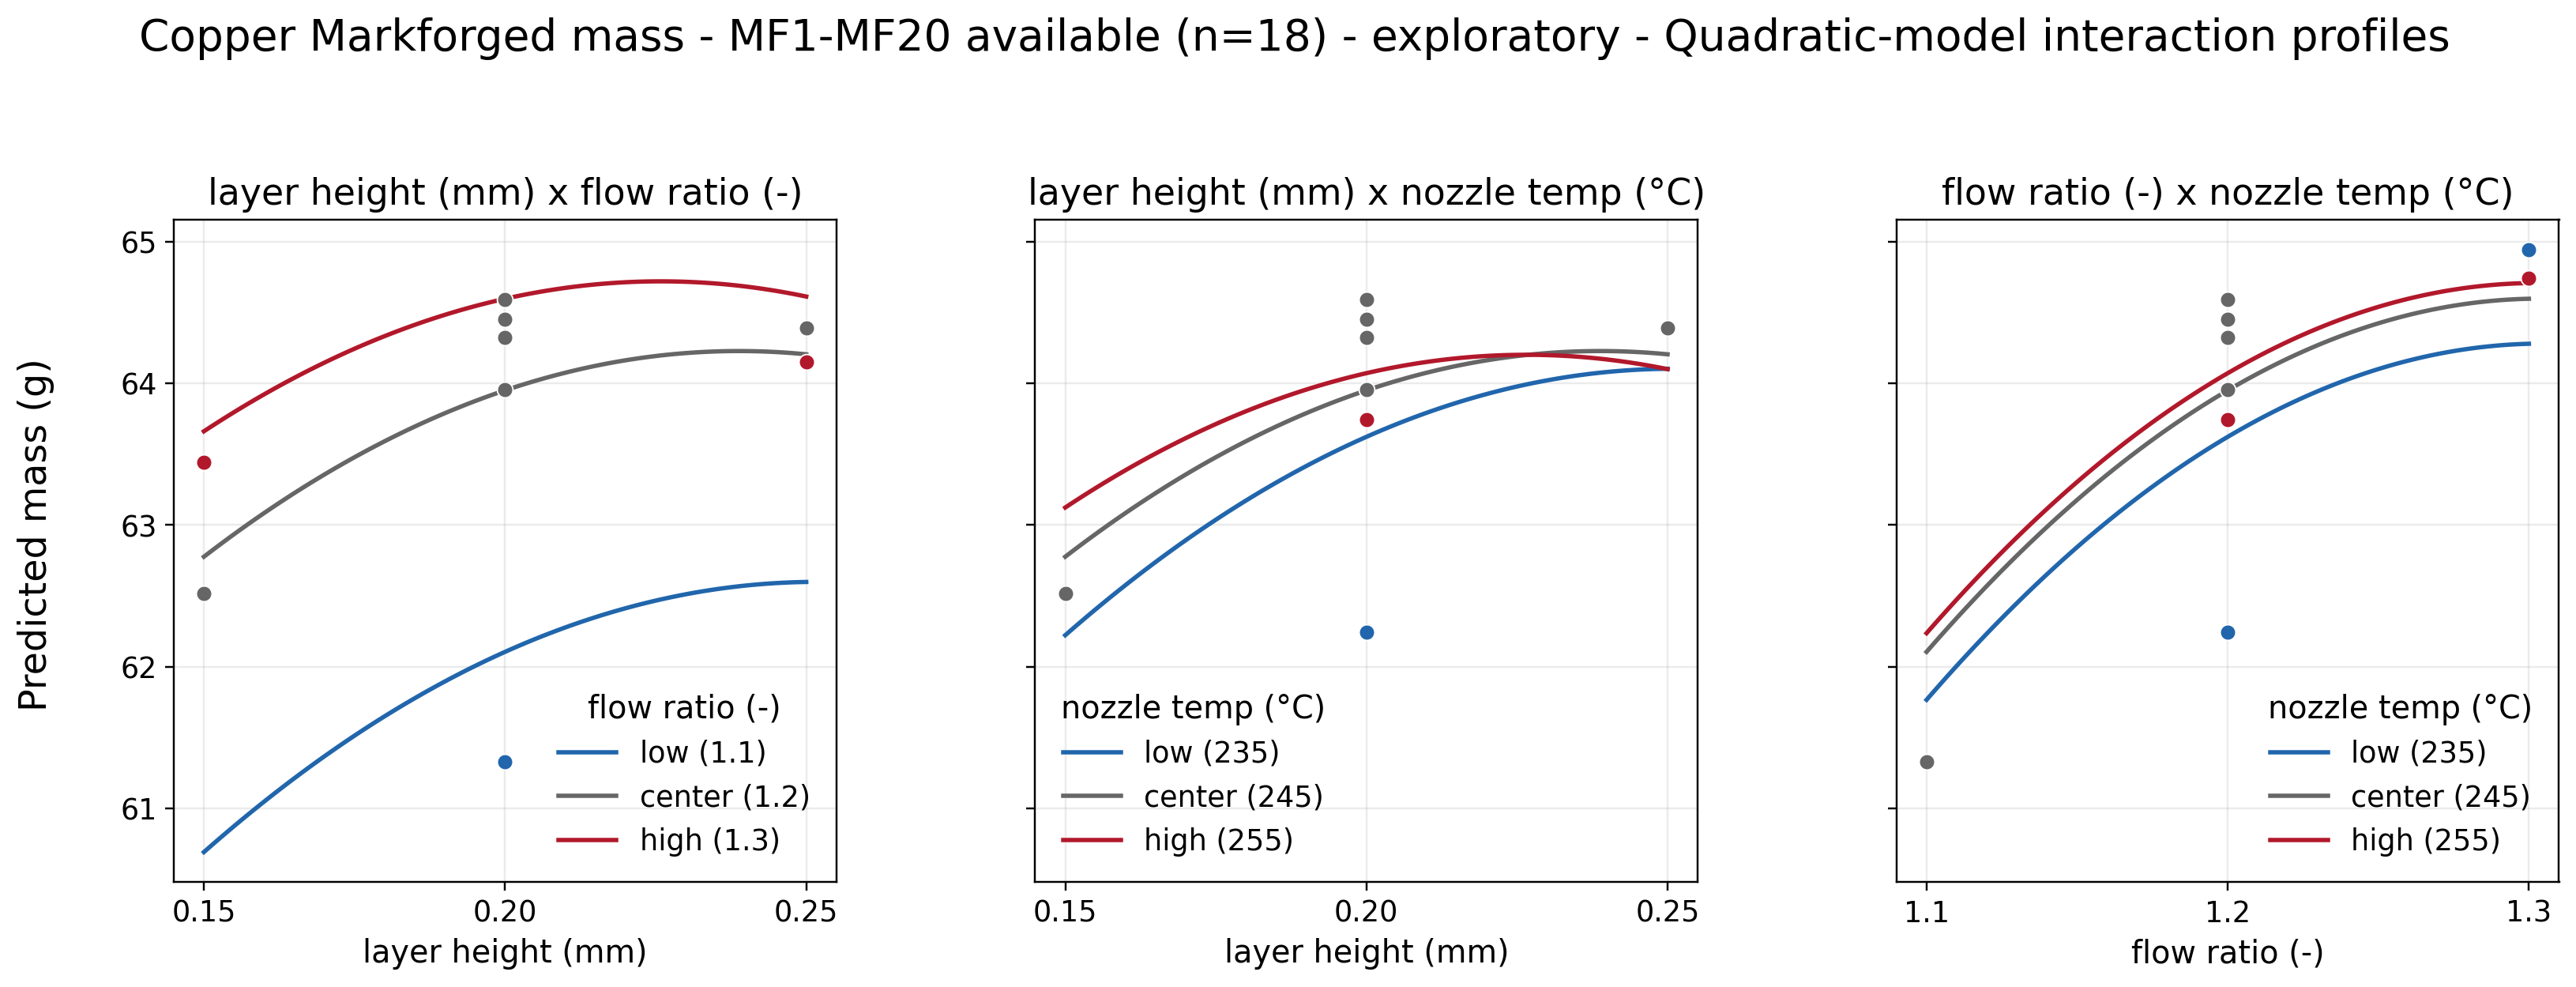 Copper Markforged mass - MF1-MF20 available (n=18) - exploratory - Quadratic-model interaction profiles
layer height (mm) x flow ratio (-)
Predicted mass (g)
65
64
63
62
61
flow ratio (-)
low (1.1)
center (1.2)
high (1.3)
0.15
0.20
0.25
layer height (mm)
layer height (mm) x nozzle temp (°C)
nozzle temp (°C)
low (235)
center (245)
high (255)
0.15
0.20
0.25
layer height (mm)
flow ratio (-) x nozzle temp (°C)
nozzle temp (°C)
low (235)
center (245)
high (255)
1.1
1.2
1.3
flow ratio (-)